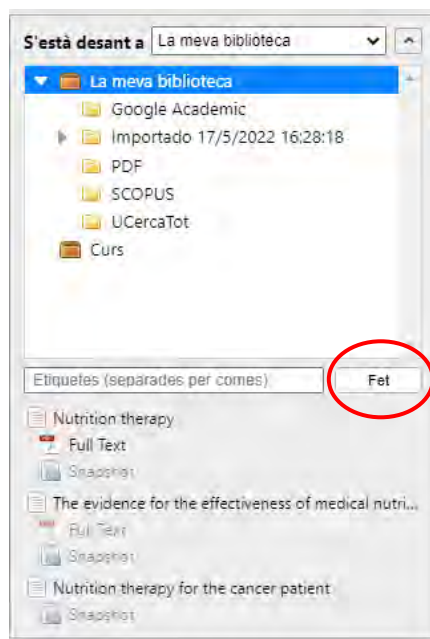 S'està desant a La meva biblioteca
La meva biblioteca
Google Academic
Importado 17/5/2022 16:28:18
PDF
SCOPUS
UCercaTot
Curs
Etiquetes (separades per comes) Fet
Nutrition therapy
Full Text
Snapshot
The evidence for the effectiveness of medical nutri...
Full Text
Snapshot
Nutrition therapy for the cancer patient
Snapshot